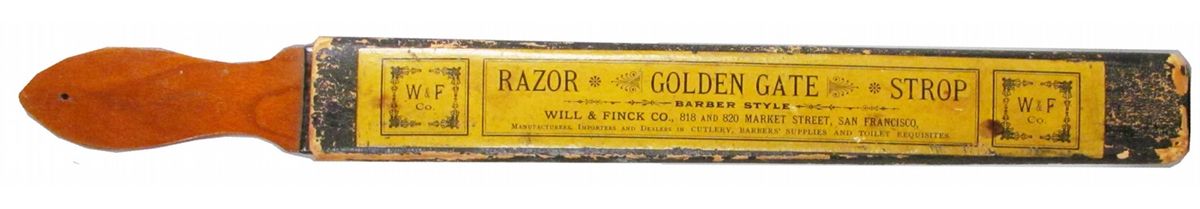 W & F
Co.
RAZOR GOLDEN GATE STROP
BARBER STYLE
WILL & FINCK CO., 818 AND 820 MARKET STREET, SAN FRANCISCO,
MANUFACTURERS, IMPORTERS AND DEALERS IN CUTLERY, BARBERS' SUPPLIES AND TOILET REQUISITES
W & F
Co.